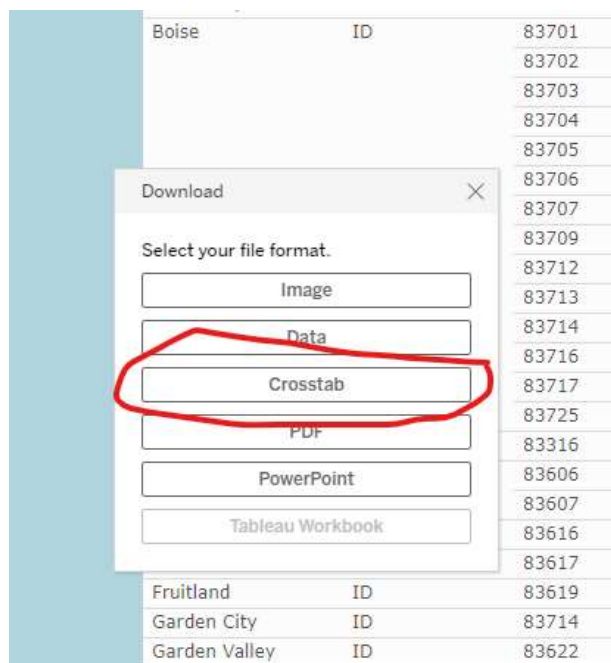 Boise ID 83701
83702
83703
83704
83705
Download 83706
83707
Select your file format. 83709
83712
Image 83713
Data 83714
83716
Crosstab 83717
83725
PDF 83316
PowerPoint 83606
83607
Tableau Workbook 83616
83617
Fruitland ID 83619
Garden City ID 83714
Garden Valley ID 83622